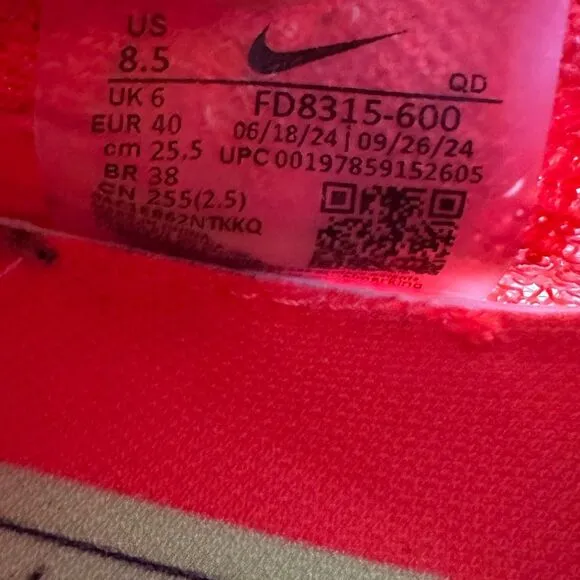 US
8.5
QD
UK 6
FD8315-600
EUR 40
06/18/24 | 09/26/24
cm 25.5
UPC 00197859152605
BR 38
CN 255(2.5)
62NTKKQ